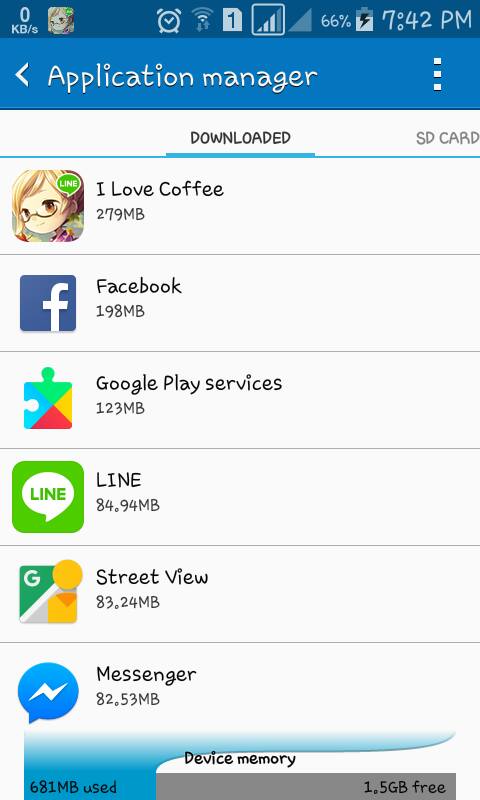 0
KB/s
LINE
1
66%
7:42 PM
Application manager
DOWNLOADED
SD CARD
LINE
I Love Coffee
279MB
f
Facebook
198MB
Google Play services
123MB
LINE
LINE
84.94MB
G
Street View
83.24MB
Messenger
82.53MB
Device memory
681MB used
1.5GB free